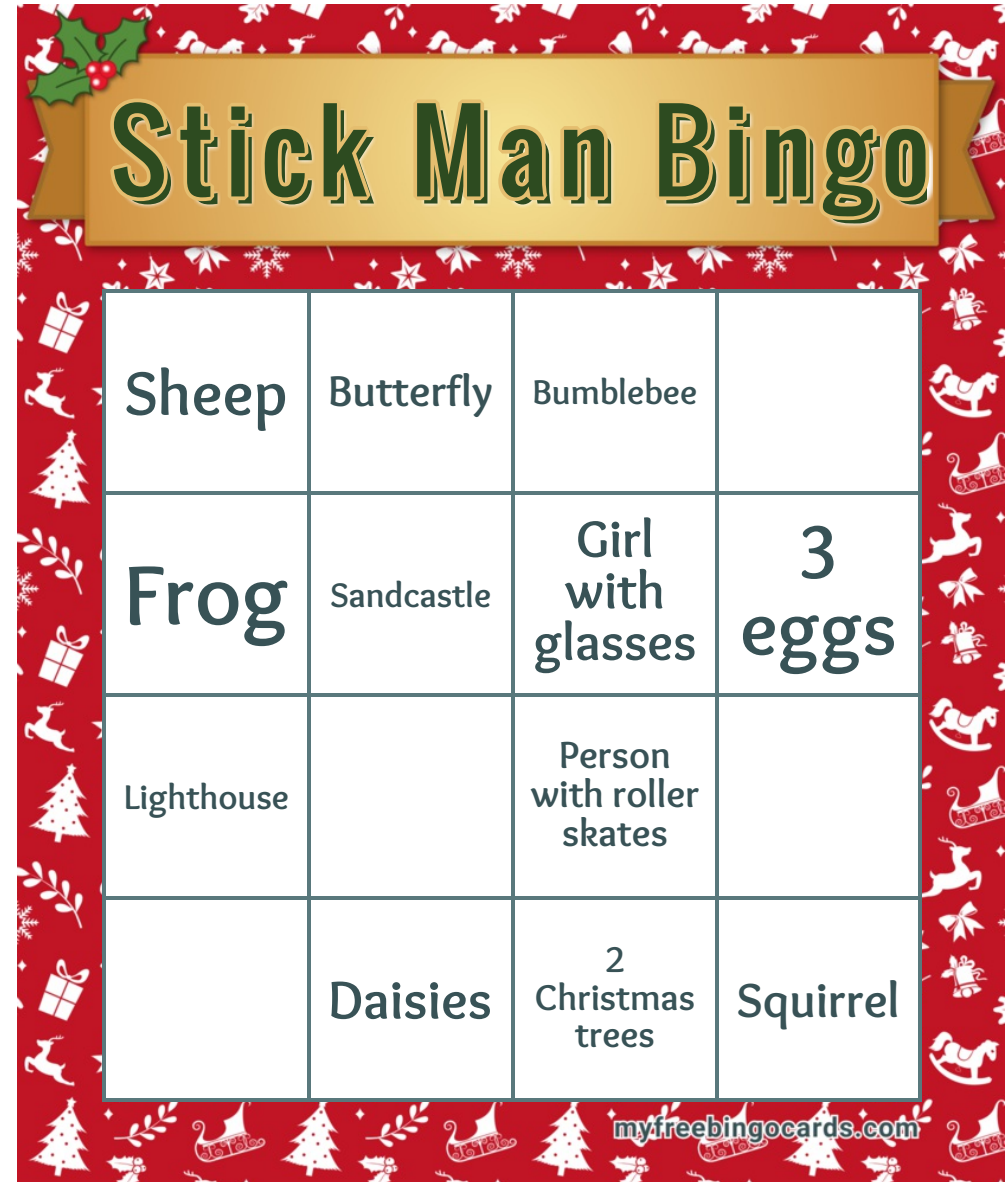 Stick Man Bingo
Sheep
Butterfly
Bumblebee
Frog
Sandcastle
Girl
with
glasses
3
eggs
Lighthouse
Person
with roller
skates
Daisies
2
Christmas
trees
Squirrel
myfreebingocards.com